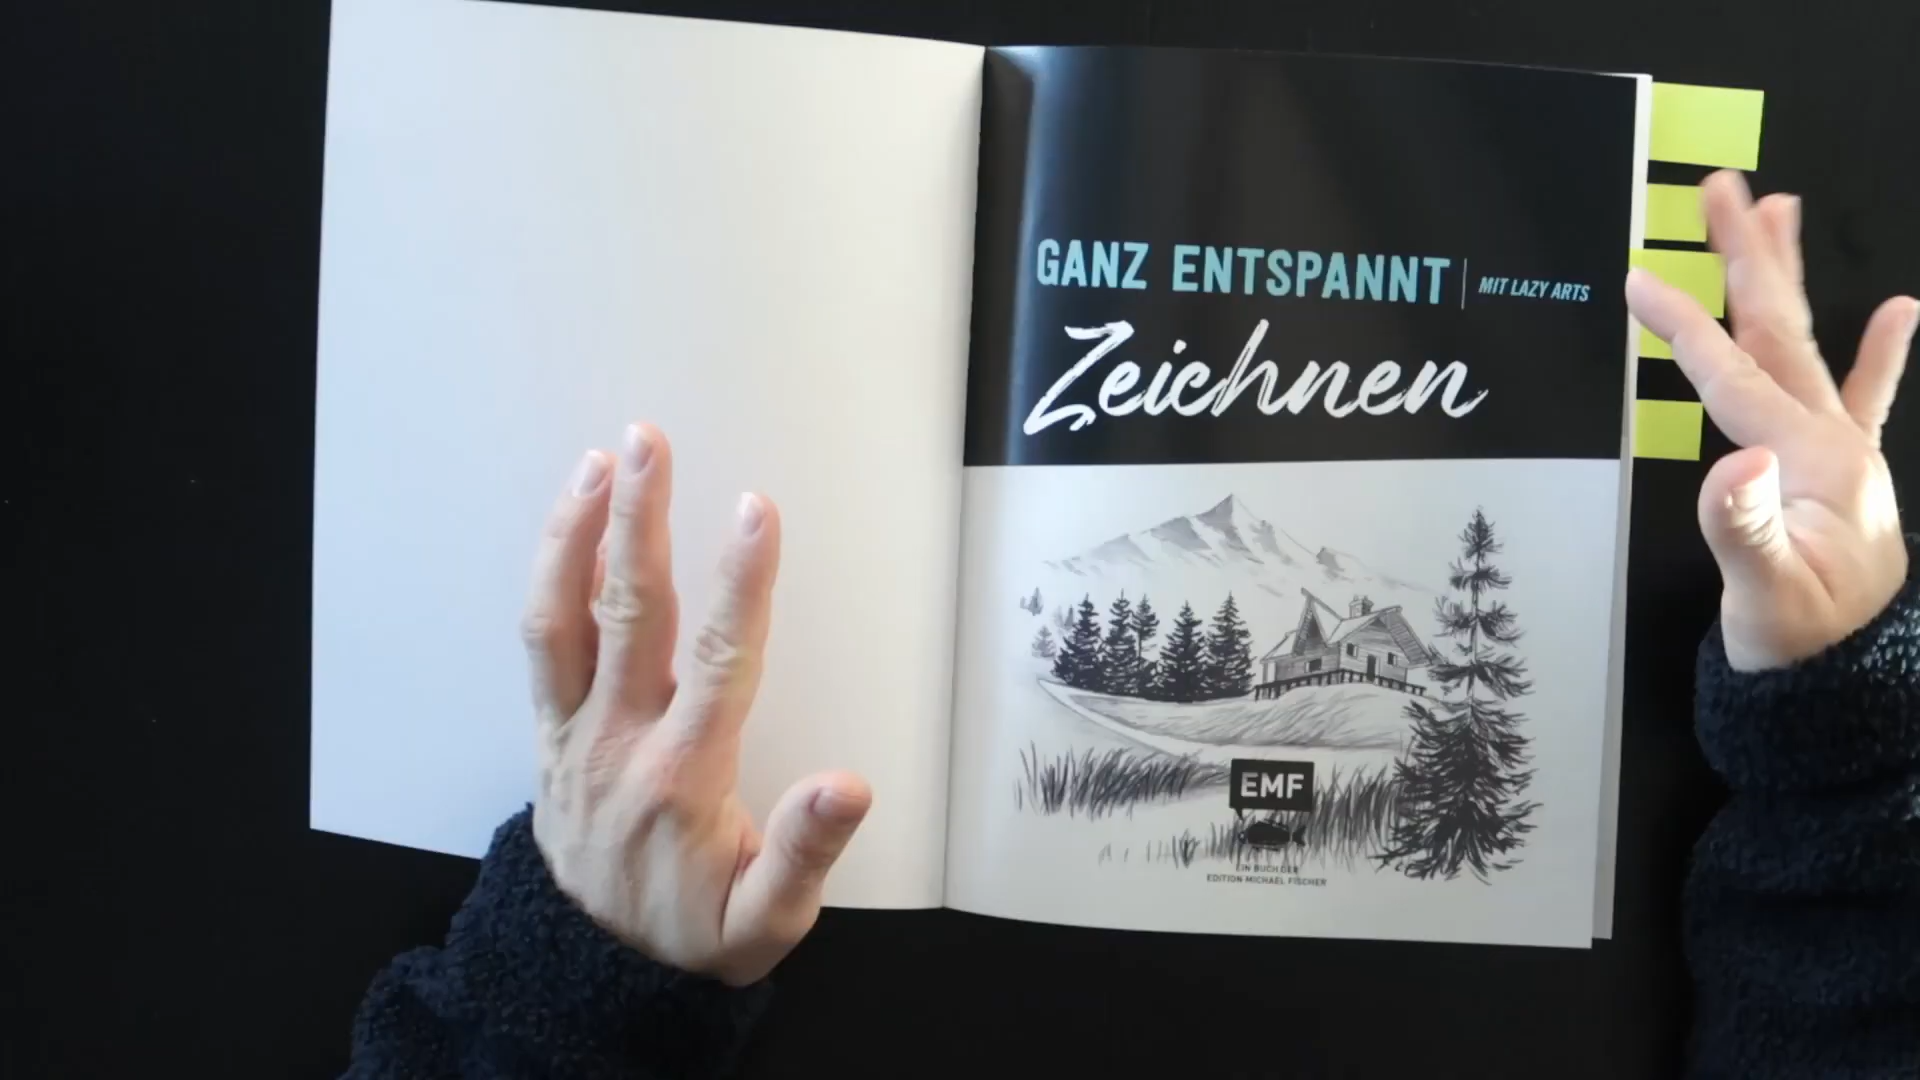 GANZ ENTSPANNT | MIT LAZY ARTS
Zeichnen
EMF
EIN BUCH DER
EDITION MICHAEL FISCHER